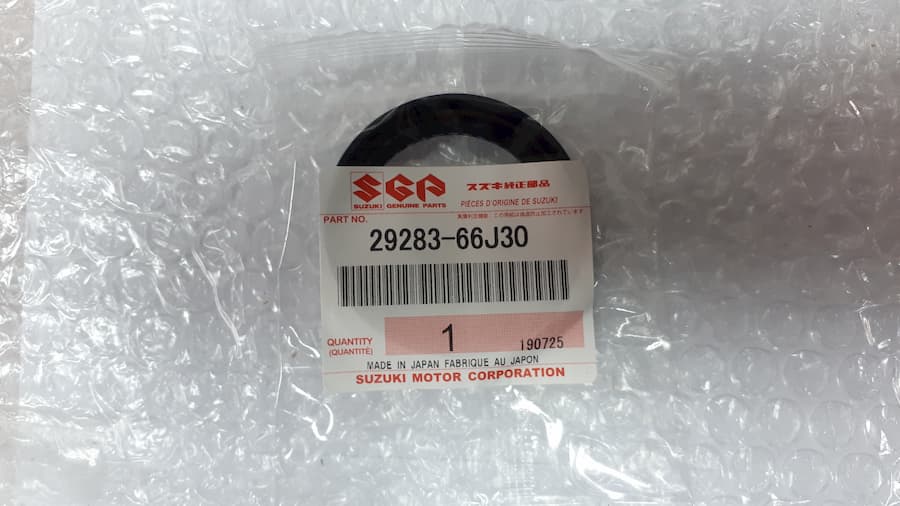 SGP
SUZUKI GENUINE PARTS
スズキ純正部品
PIÈCES D'ORIGINE DE SUZUKI
PART NO.
29283-66J30
QUANTITY
(QUANTITÉ)
1
190725
MADE IN JAPAN FABRIQUE AU JAPON
SUZUKI MOTOR CORPORATION